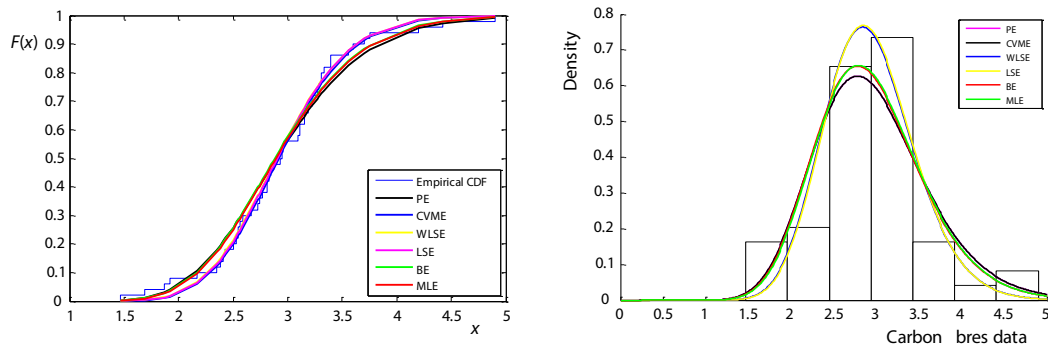 F(x)
1
0.9
0.8
0.7
0.6
0.5
0.4
0.3
0.2
0.1
0
1
1.5
2
2.5
3
3.5
4
4.5
5
x
Empirical CDF
PE
CVME
WLSE
LSE
BE
MLE
Density
0.8
0.7
0.6
0.5
0.4
0.3
0.2
0.1
0
0
0.5
1
1.5
2
2.5
3
3.5
4
4.5
5
Carbon bres data
PE
CVME
WLSE
LSE
BE
MLE